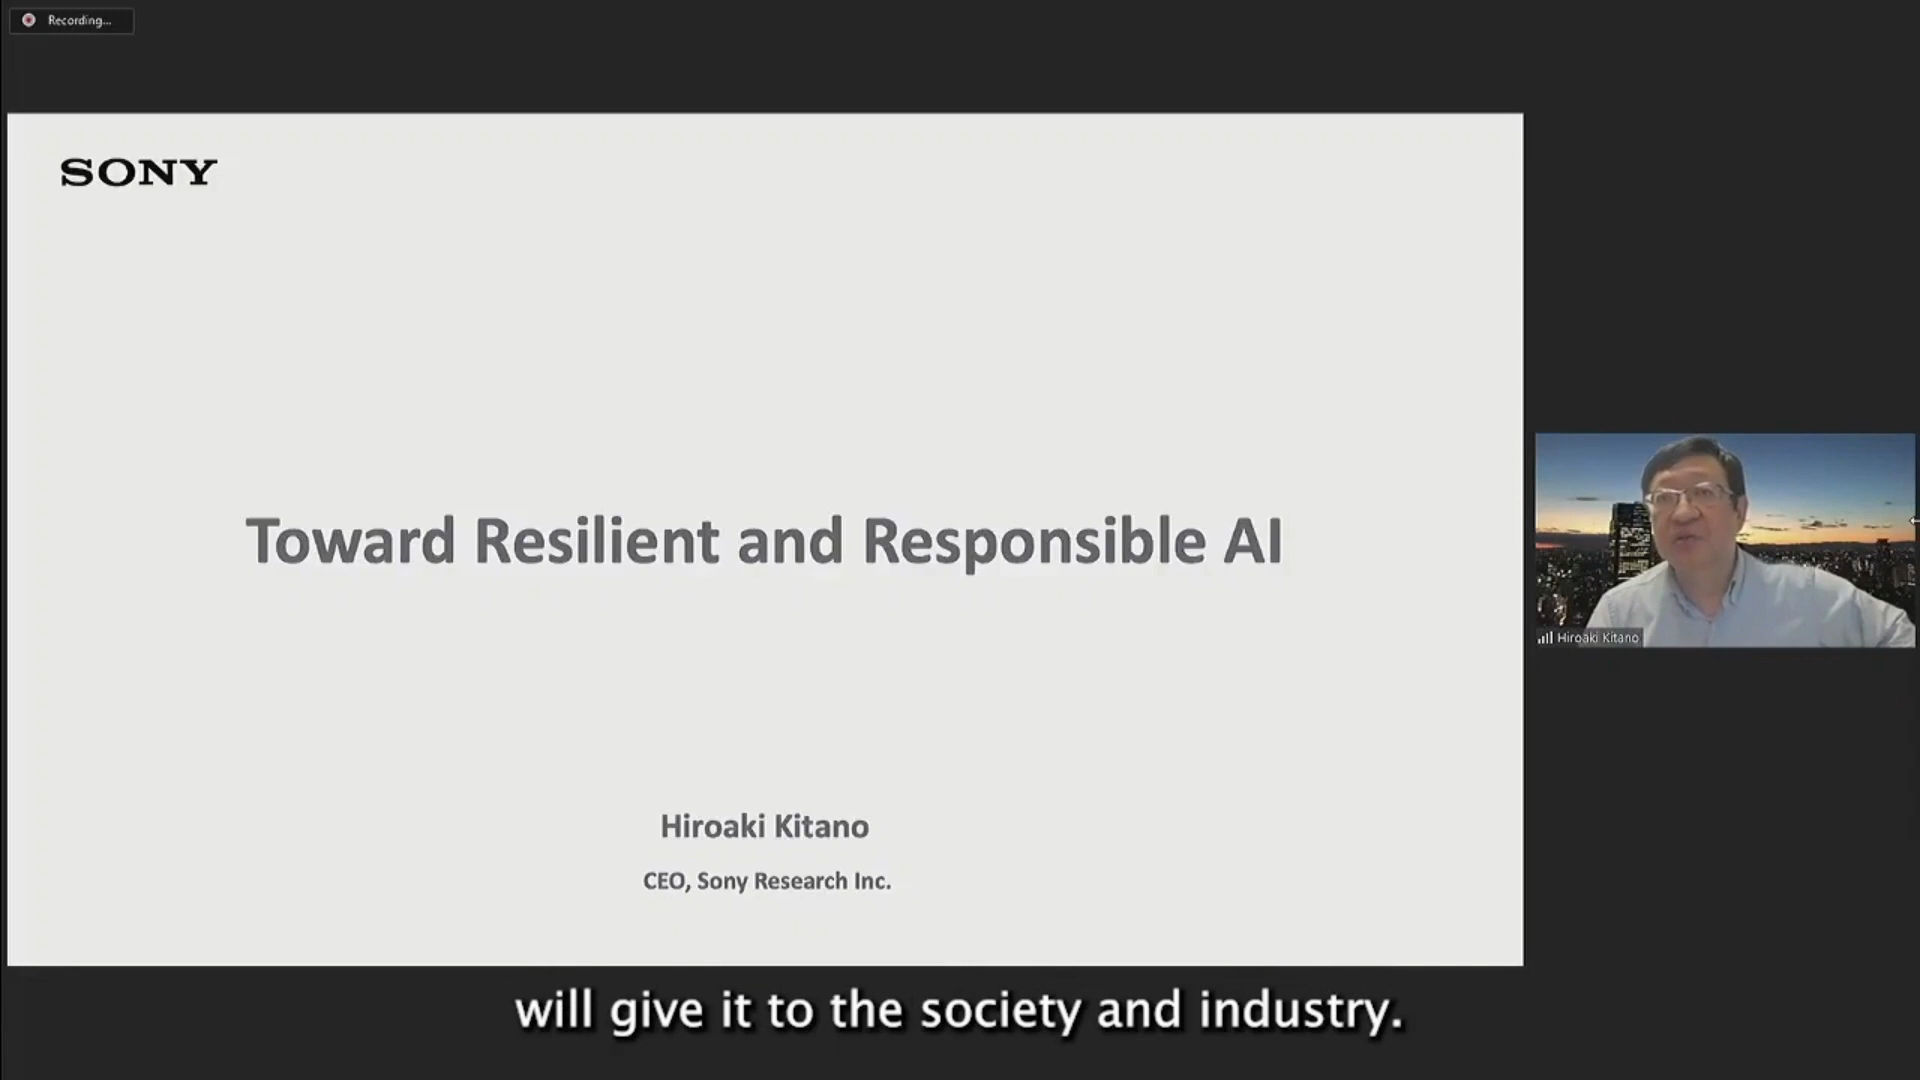 Recording...
SONY
Toward Resilient and Responsible AI
Hiroaki Kitano
CEO, Sony Research Inc.
Hiroaki Kitano
will give it to the society and industry.